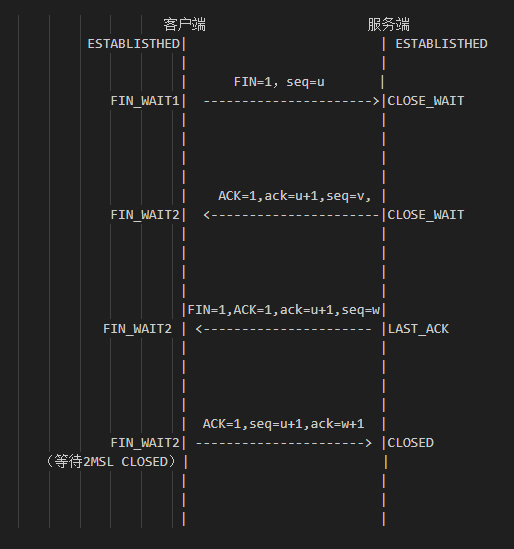 客户端 服务端
ESTABLISTHED| | ESTABLISTHED
| |
| |
FIN=1，seq=u |
FIN_WAIT1| ----------------------->|CLOSE_WAIT
| |
| |
| |
| |
ACK=1,ack=u+1,seq=v, |
FIN_WAIT2| <----------------------|CLOSE_WAIT
| |
| |
| |
| |
|FIN=1,ACK=1,ack=u+1,seq=w|
FIN_WAIT2 | <---------------------- |LAST_ACK
| |
| |
| |
| |
| ACK=1,seq=u+1,ack=w+1 |
FIN_WAIT2| ----------------------> |CLOSED
（等待2MSL CLOSED）| |
| |
| |
| |